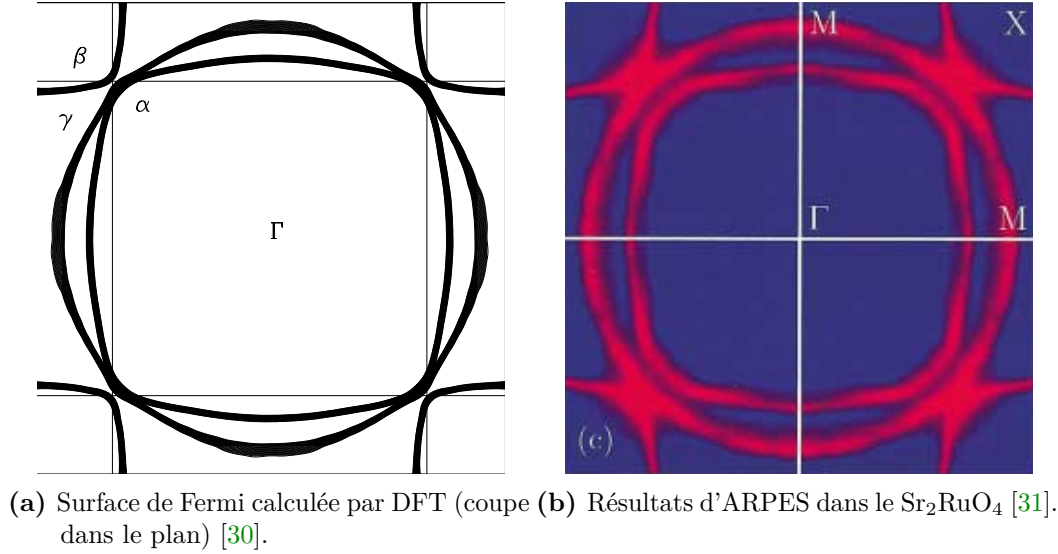 β
γ
α
Γ
M
X
Γ
M
(c)
(a) Surface de Fermi calculée par DFT (coupe
dans le plan) [30].
(b) Résultats d'ARPES dans le Sr₂RuO₄ [31].